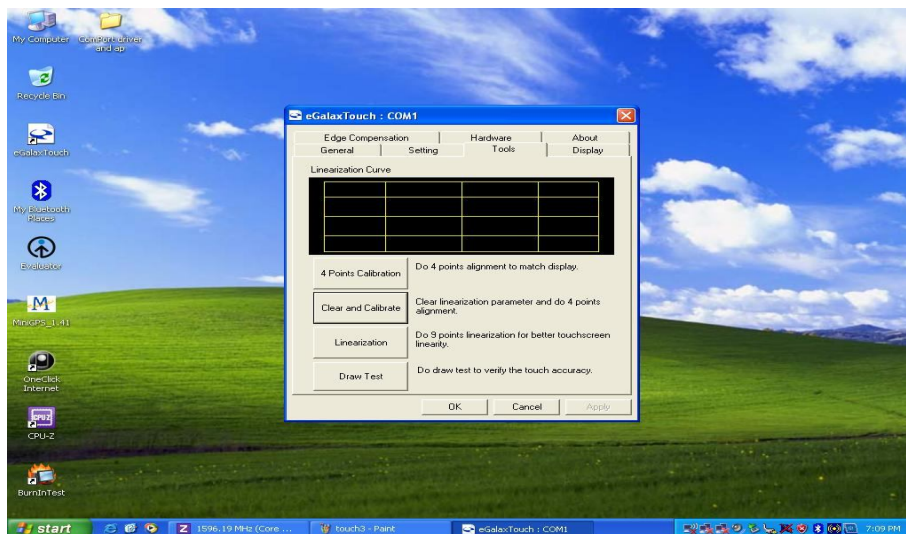 My Computer
ComPort driver
and ap
Recycle Bin
eGalaxTouch
My Bluetooth
Places
Evaluator
MiniGPS_1.41
OneClick
Internet
CPU-Z
BurnInTest
eGalaxTouch : COM1
Edge Compensation
Hardware
About
General
Setting
Tools
Display
Linearization Curve
4 Points Calibration
Do 4 points alignment to match display.
Clear and Calibrate
Clear linearization parameter and do 4 points
alignment.
Linearization
Do 9 points linearization for better touchscreen
linearity.
Draw Test
Do draw test to verify the touch accuracy.
OK
Cancel
Apply
start
1596.19 MHz (Core ...
touch3 - Paint
eGalaxTouch : COM1
7:09 PM